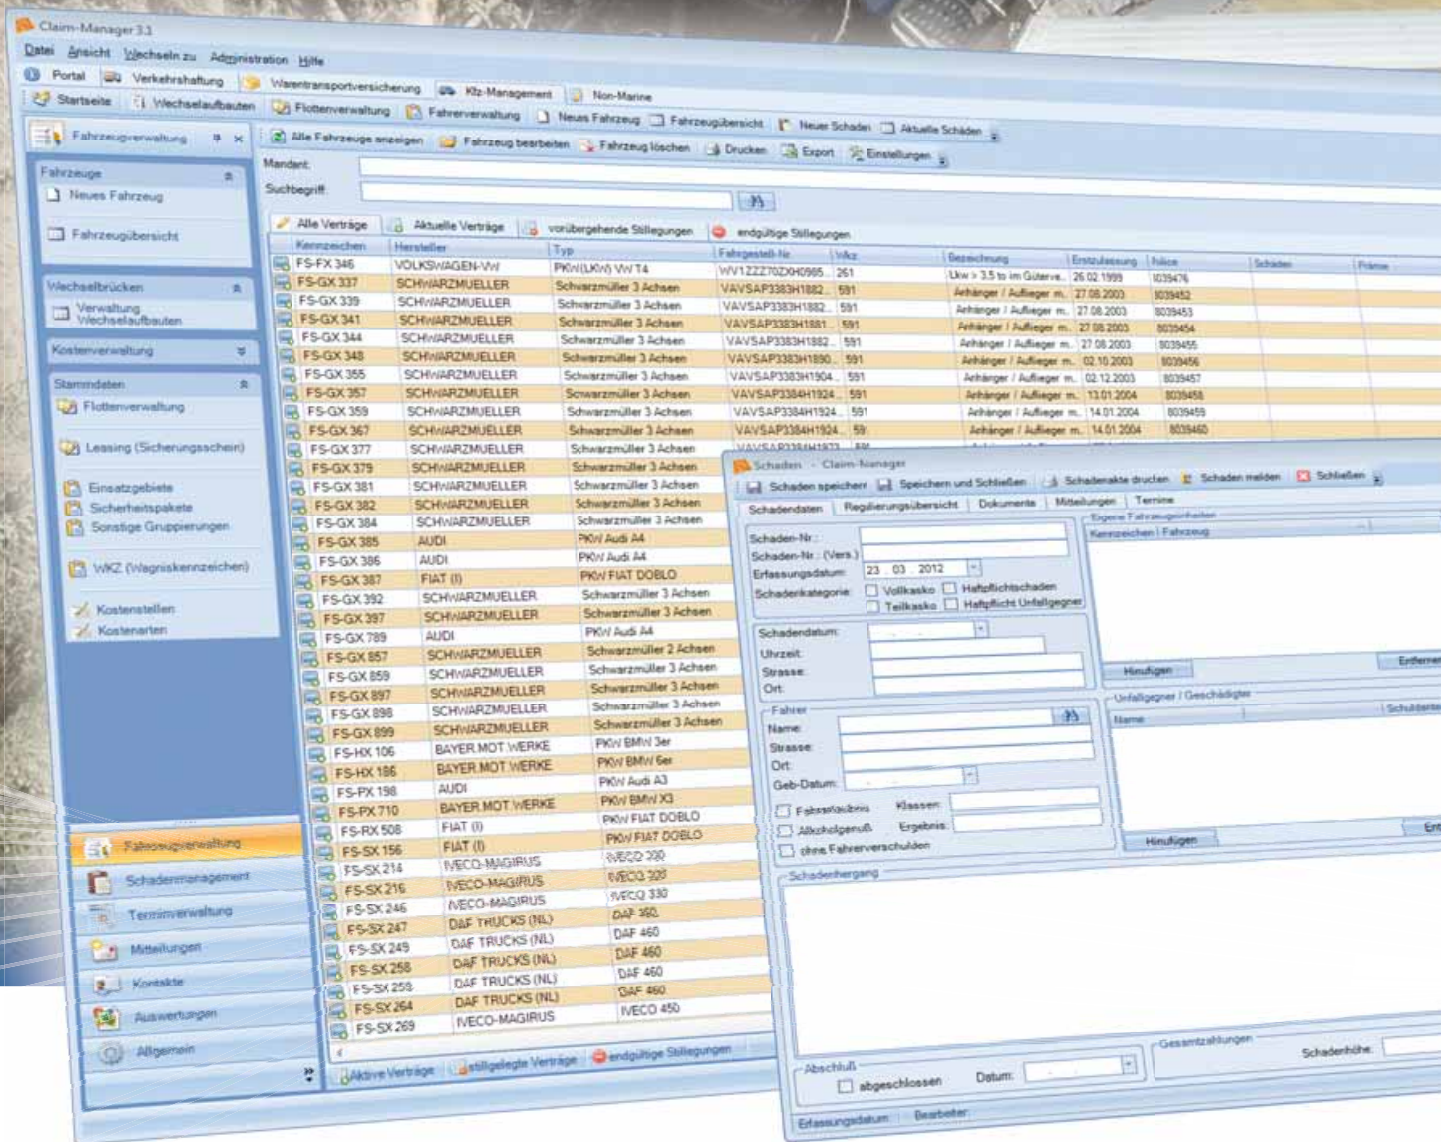 Claim-Manager 3.1
Datei Ansicht Wechseln zu Administration Hilfe
Portal Verkehrshaftung Warentransportversicherung Kfz-Management Non-Marine
Startseite Wechselaufbauten Flottenverwaltung Fahrerverwaltung Neues Fahrzeug Fahrzeugübersicht Neuer Schaden Aktuelle Schäden
Fahrzeugverwaltung
Alle Fahrzeuge anzeigen Fahrzeug bearbeiten Fahrzeug löschen Drucken Export Einstellungen
Mandant:
Suchbegriff:
Fahrzeuge
Neues Fahrzeug
Fahrzeugübersicht
Wechselbrücken
Verwaltung
Wechselaufbauten
Kostenverwaltung
Stammdaten
Flottenverwaltung
Leasing (Sicherungsschein)
Einsatzgebiete
Sicherheitspakete
Sonstige Gruppierungen
WKZ (Wagniskennzeichen)
Kostenstellen
Kostenarten
Fahrzeugverwaltung
Schadenmanagement
Terminverwaltung
Mitteilungen
Kontakte
Auswertungen
Allgemein
Alle Verträge Aktuelle Verträge vorübergehende Stillegungen endgültige Stillegungen
Kennzeichen Hersteller Typ Fahrgestell-Nr. Wkz Bezeichnung Erstzulassung Police Schäden Prämie
FS-FX 346 VOLKSWAGEN-VW PKW(LKW) VW T4 WV1ZZZ70ZXH0985.. 261 Lkw > 3,5 to im Güterve.. 26.02.1999
FS-GX 337 SCHWARZMUELLER Schwarzmüller 3 Achsen VAVSAP3383H1882.. 591 Anhänger / Auflieger m.. 27.08.2003 8039452
FS-GX 339 SCHWARZMUELLER Schwarzmüller 3 Achsen VAVSAP3383H1882.. 591 Anhänger / Auflieger m.. 27.08.2003 8039453
FS-GX 341 SCHWARZMUELLER Schwarzmüller 3 Achsen VAVSAP3383H1881.. 591 Anhänger / Auflieger m.. 27.08.2003 8039454
FS-GX 344 SCHWARZMUELLER Schwarzmüller 3 Achsen VAVSAP3383H1882.. 591 Anhänger / Auflieger m.. 27.08.2003 8039455
FS-GX 348 SCHWARZMUELLER Schwarzmüller 3 Achsen VAVSAP3383H1890.. 591 Anhänger / Auflieger m.. 02.10.2003 8039456
FS-GX 355 SCHWARZMUELLER Schwarzmüller 3 Achsen VAVSAP3383H1904.. 591 Anhänger / Auflieger m.. 02.12.2003 8039457
FS-GX 357 SCHWARZMUELLER Schwarzmüller 3 Achsen VAVSAP3384H1924.. 591 Anhänger / Auflieger m.. 13.01.2004 8039458
FS-GX 359 SCHWARZMUELLER Schwarzmüller 3 Achsen VAVSAP3384H1924.. 591 Anhänger / Auflieger m.. 14.01.2004 8039459
FS-GX 367 SCHWARZMUELLER Schwarzmüller 3 Achsen VAVSAP3384H1924.. 591 Anhänger / Auflieger m.. 14.01.2004 8039460
FS-GX 377 SCHWARZMUELLER Schwarzmüller 3 Achsen
FS-GX 379 SCHWARZMUELLER Schwarzmüller 3 Achsen
FS-GX 381 SCHWARZMUELLER Schwarzmüller 3 Achsen
FS-GX 382 SCHWARZMUELLER Schwarzmüller 3 Achsen
FS-GX 384 SCHWARZMUELLER Schwarzmüller 3 Achsen
FS-GX 385 AUDI PKW Audi A4
FS-GX 386 AUDI PKW Audi A4
FS-GX 387 FIAT (I) PKW FIAT DOBLO
FS-GX 392 SCHWARZMUELLER Schwarzmüller 3 Achsen
FS-GX 397 SCHWARZMUELLER Schwarzmüller 3 Achsen
FS-GX 789 AUDI PKW Audi A4
FS-GX 857 SCHWARZMUELLER Schwarzmüller 2 Achsen
FS-GX 859 SCHWARZMUELLER Schwarzmüller 3 Achsen
FS-GX 897 SCHWARZMUELLER Schwarzmüller 3 Achsen
FS-GX 898 SCHWARZMUELLER Schwarzmüller 3 Achsen
FS-GX 899 SCHWARZMUELLER Schwarzmüller 3 Achsen
FS-HX 106 BAYER.MOT.WERKE PKW BMW 3er
FS-HX 186 BAYER.MOT.WERKE PKW BMW 6er
FS-PX 198 AUDI PKW Audi A3
FS-PX 710 BAYER.MOT.WERKE PKW BMW X3
FS-RX 508 FIAT (I) PKW FIAT DOBLO
FS-SX 156 FIAT (I) PKW FIAT DOBLO
FS-SX 214 IVECO-MAGIRUS IVECO
FS-SX 216 IVECO-MAGIRUS IVECO
FS-SX 246 IVECO-MAGIRUS IVECO 330
FS-SX 247 DAF TRUCKS (NL) DAF
FS-SX 249 DAF TRUCKS (NL) DAF 460
FS-SX 258 DAF TRUCKS (NL) DAF 460
FS-SX 259 DAF TRUCKS (NL) DAF 460
FS-SX 264 DAF TRUCKS (NL) DAF 460
FS-SX 269 IVECO-MAGIRUS IVECO 450
Aktive Verträge stillgelegte Verträge endgültige Stillegungen
Schaden - Claim-Manager
Schaden speichern Speichern und Schließen Schadenakte drucken Schaden melden Schließen
Schadendaten Regulierungsübersicht Dokumente Mitteilungen Termine
Schaden-Nr.:
Schaden-Nr.: (Vers.)
Erfassungsdatum: 23 . 03 . 2012
Schadenkategorie: Vollkasko Haftpflichtschaden
Teilkasko Haftpflicht Unfallgegner
Schadendatum:
Uhrzeit:
Strasse:
Ort:
Fahrer
Name:
Strasse:
Ort:
Geb-Datum:
Fahrerlaubnis Klassen:
Alkoholgenuß Ergebnis:
ohne Fahrerverschulden
Eigene Fahrzeugeinheiten
Kennzeichen Fahrzeug
Hinzufügen Entfernen
Unfallgegner / Geschädigter
Name
Hinzufügen
Schadenhergang
Abschluß
abgeschlossen Datum:
Gesamtzahlungen
Schadenhöhe:
Erfassungsdatum: Bearbeiter: